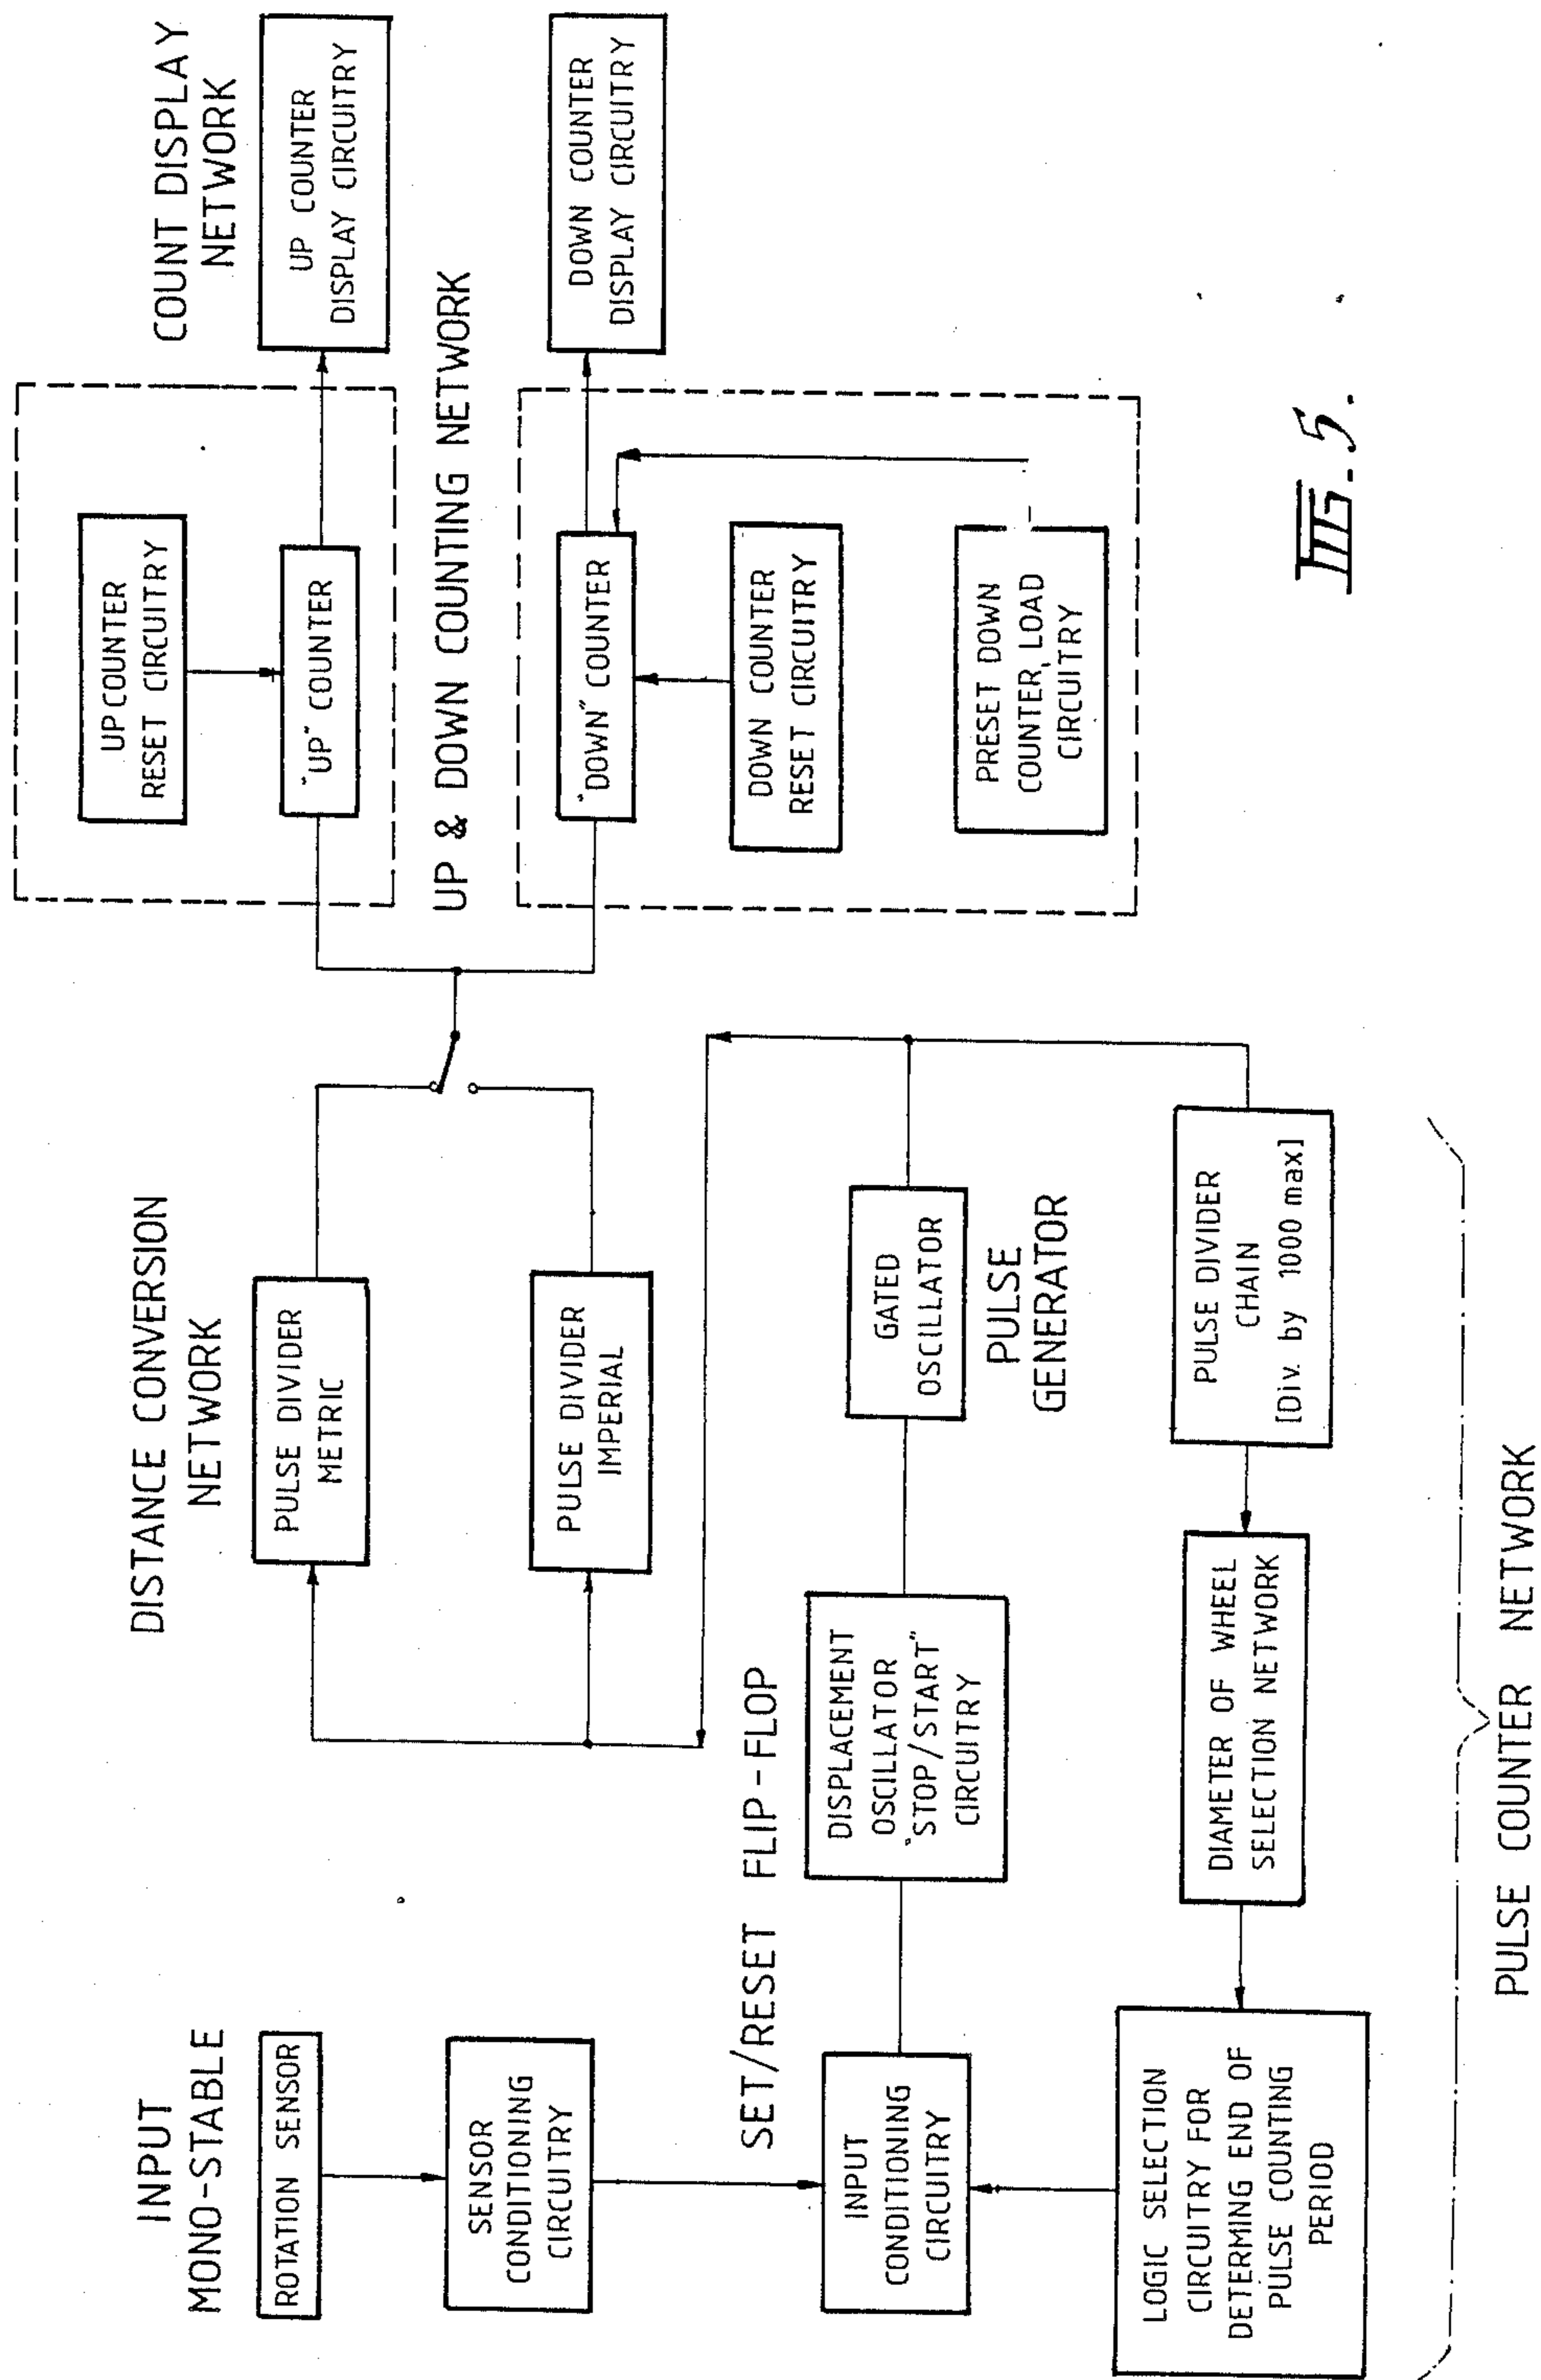 INPUT
MONO-STABLE
ROTATION SENSOR
SENSOR
CONDITIONING
CIRCUITRY
SET/RESET FLIP-FLOP
INPUT
CONDITIONING
CIRCUITRY
LOGIC SELECTION
CIRCUITRY FOR
DETERMING END OF
PULSE COUNTING
PERIOD
DISTANCE CONVERSION
NETWORK
PULSE DIVIDER
METRIC
PULSE DIVIDER
IMPERIAL
DISPLACEMENT
OSCILLATOR
"STOP/START"
CIRCUITRY
GATED
OSCILLATOR
PULSE
GENERATOR
DIAMETER OF WHEEL
SELECTION NETWORK
PULSE DIVIDER
CHAIN
[Div. by 1000 max]
PULSE COUNTER NETWORK
UP COUNTER
RESET CIRCUITRY
"UP" COUNTER
UP & DOWN COUNTING NETWORK
"DOWN" COUNTER
DOWN COUNTER
RESET CIRCUITRY
PRESET DOWN
COUNTER, LOAD
CIRCUITRY
COUNT DISPLAY
NETWORK
UP COUNTER
DISPLAY CIRCUITRY
DOWN COUNTER
DISPLAY CIRCUITRY
FIG. 5.